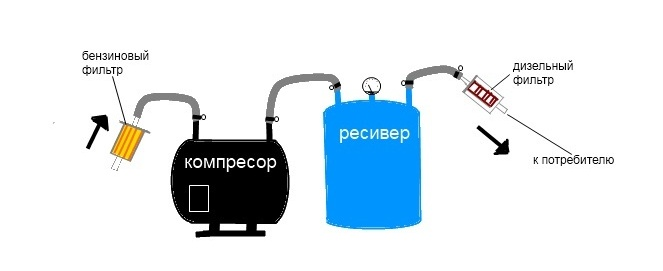 бензиновый
фильтр
компресор
ресивер
дизельный
фильтр
к потребителю